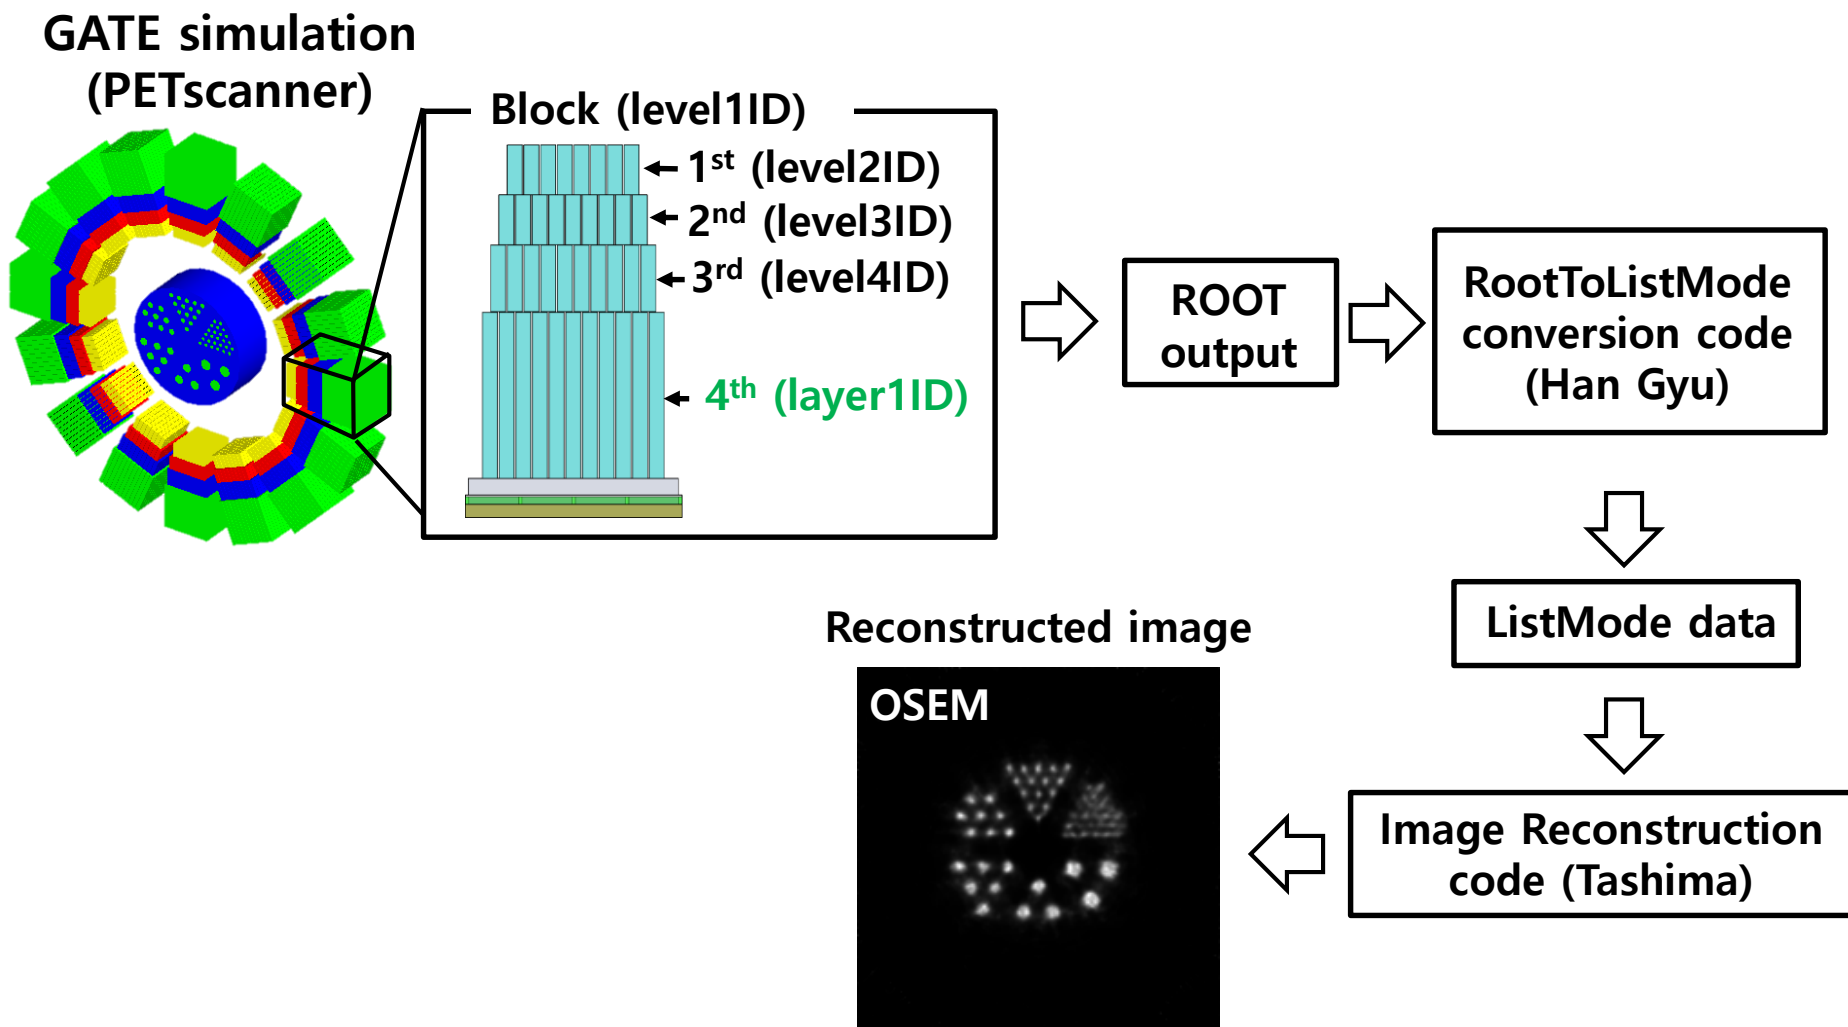 GATE simulation
(PETscanner)
Block (level1ID)
1st (level2ID)
2nd (level3ID)
3rd (level4ID)
4th (layer1ID)
ROOT
output
RootToListMode
conversion code
(Han Gyu)
ListMode data
Image Reconstruction
code (Tashima)
Reconstructed image
OSEM